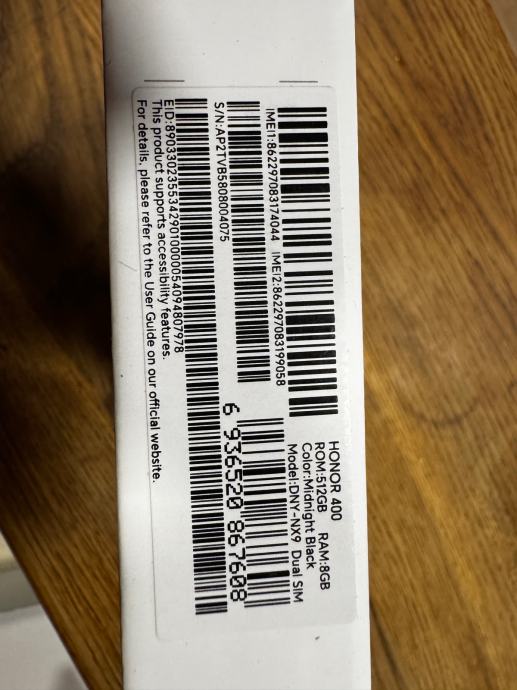 HONOR 400
ROM:512GB RAM:8GB
Color:Midnight Black
Model:DNY-NX9 Dual SIM
IMEI1:862297083174044 IMEI2:862297083199058
S/N:AP2TVB5808004075
6 936520 867608
EID:89033023553429010000054094807978
This product supports accessibility features.
For details, please refer to the User Guide on our official website.